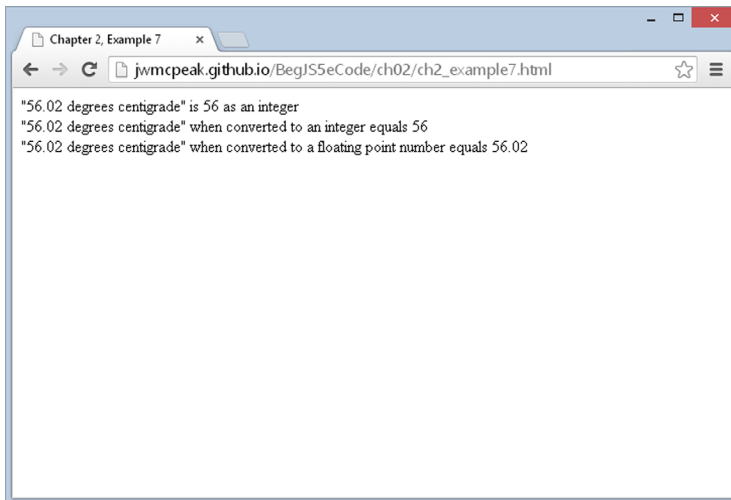 Chapter 2, Example 7
jwmcpeak.github.io/BegJS5eCode/ch02/ch2_example7.html
"56.02 degrees centigrade" is 56 as an integer
"56.02 degrees centigrade" when converted to an integer equals 56
"56.02 degrees centigrade" when converted to a floating point number equals 56.02